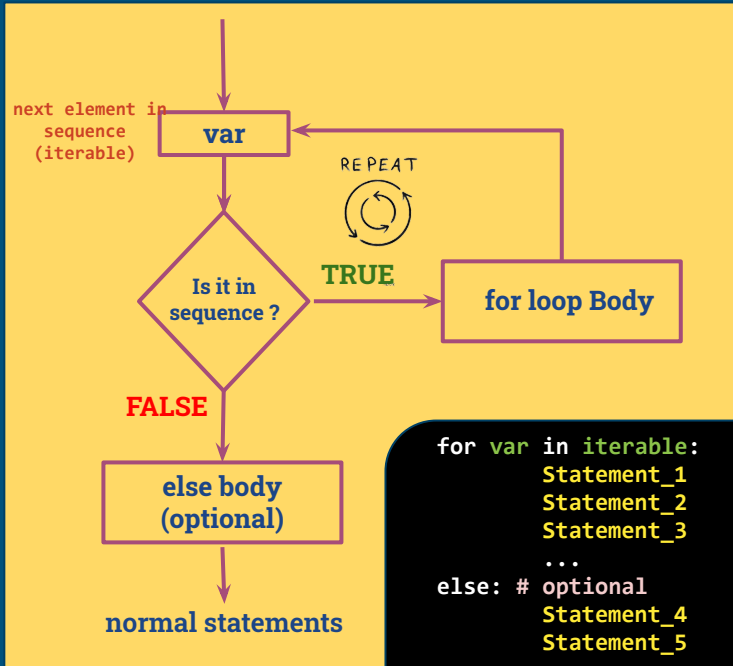 next element in
sequence
(iterable)
var
REPEAT
Is it in
sequence ?
TRUE
for loop Body
FALSE
else body
(optional)
normal statements
for var in iterable:
Statement_1
Statement_2
Statement_3
...
else: # optional
Statement_4
Statement_5